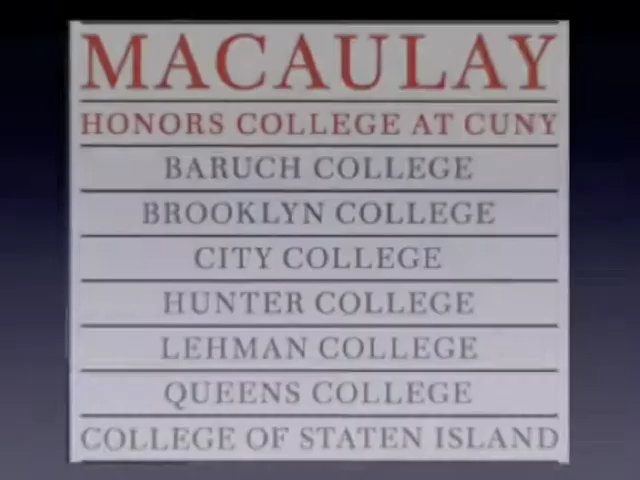 MACAULAY
HONORS COLLEGE AT CUNY
BARUCH COLLEGE
BROOKLYN COLLEGE
CITY COLLEGE
HUNTER COLLEGE
LEHMAN COLLEGE
QUEENS COLLEGE
COLLEGE OF STATEN ISLAND